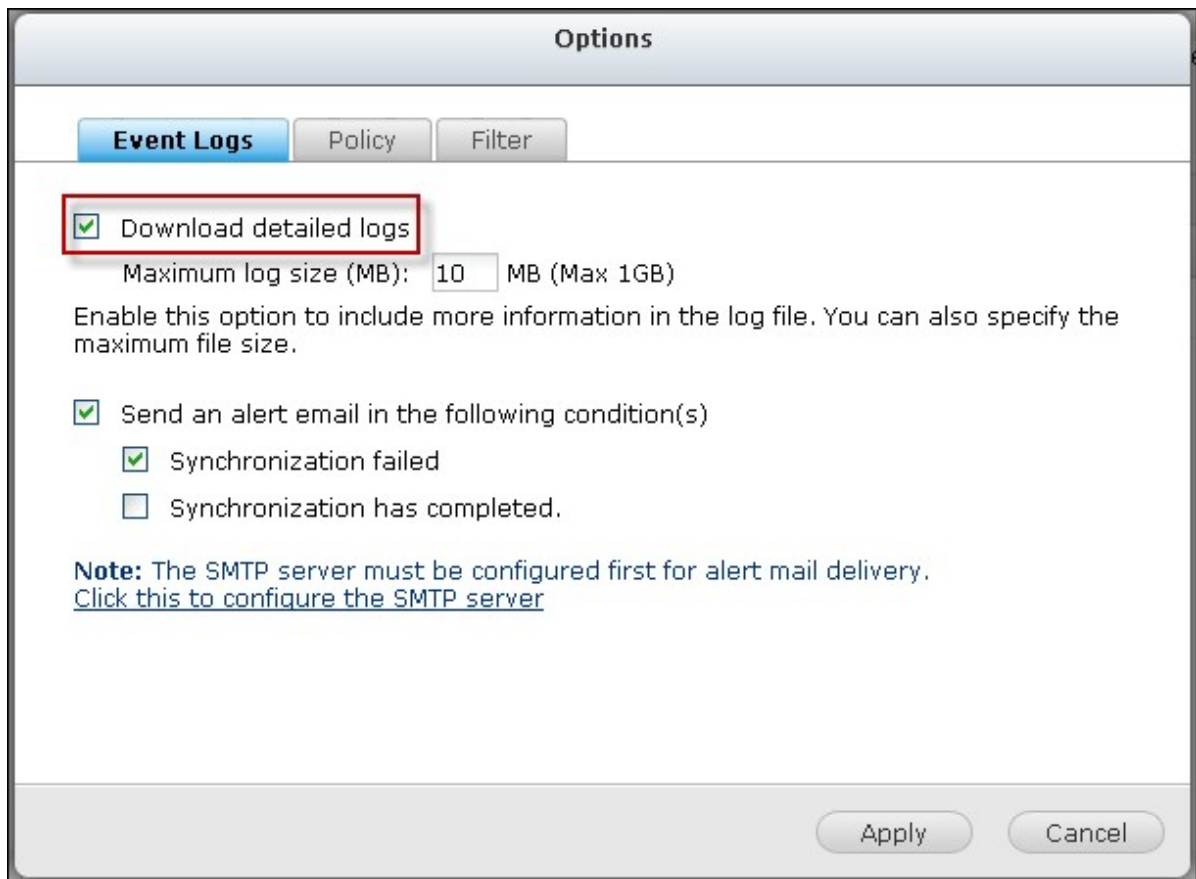 Options
Event Logs
Policy
Filter
Download detailed logs
Maximum log size (MB): 10 MB (Max 1GB)
Enable this option to include more information in the log file. You can also specify the
maximum file size.
Send an alert email in the following condition(s)
Synchronization failed
Synchronization has completed.
Note: The SMTP server must be configured first for alert mail delivery.
Click this to configure the SMTP server
Apply
Cancel